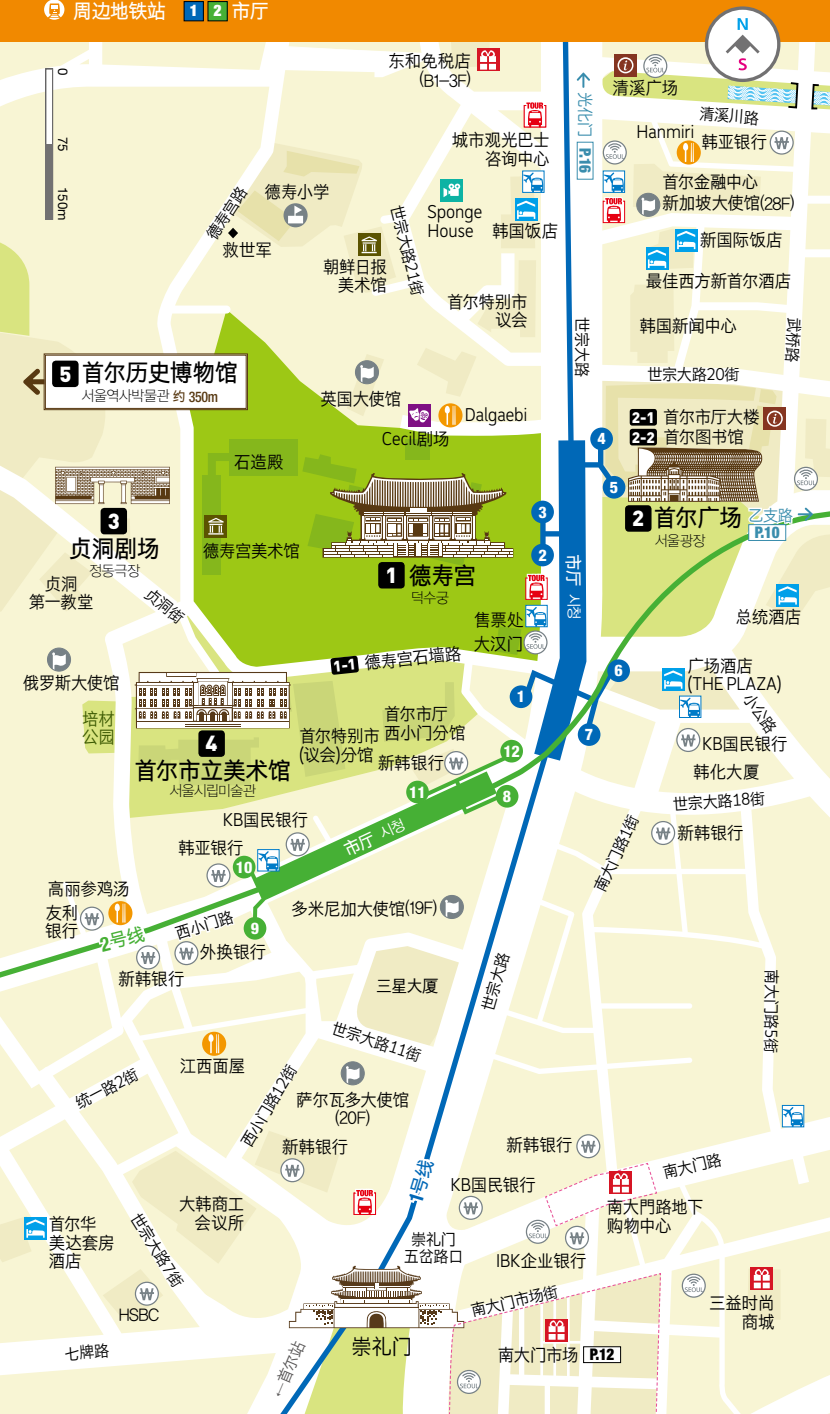 周边地铁站 1 2 市厅
N
S
0
75
150m
东和免税店
(B1-3F)
TOUR
城市观光巴士
咨询中心
←光化门 P.16
SEOUL
清溪广场
清溪川路
Hanmiri
韩亚银行
SEOUL
TOUR
首尔金融中心
新加坡大使馆(28F)
新国际饭店
最佳西方新首尔酒店
韩国新闻中心
武桥路
世宗大路20街
德寿宫路
德寿小学
救世军
Sponge
House
韩国饭店
朝鲜日报
美术馆
世宗大路21街
首尔特别市
议会
世宗大路
5 首尔历史博物馆
서울역사박물관 约 350m
英国大使馆
Dalgaebi
Cecil剧场
2-1 首尔市厅大楼
2-2 首尔图书馆
4
5
3
2
SEOUL
石造殿
3
贞洞剧场
정동극장
德寿宫美术馆
1 德寿宫
덕수궁
2 首尔广场
서울광장
乙支路→
P.10
市厅 시청
贞洞
第一教堂
贞洞街
TOUR
售票处
大汉门
SEOUL
总统酒店
1-1 德寿宫石墙路
俄罗斯大使馆
1
6
7
广场酒店
(THE PLAZA)
小公路
培材
公园
4
首尔市立美术馆
서울시립미술관
首尔特别市
(议会)分馆
首尔市厅
西小门分馆
新韩银行
12
11
8
KB国民银行
韩化大厦
世宗大路18街
新韩银行
南大门路1街
KB国民银行
韩亚银行
市厅 시청
10
9
高丽参鸡汤
友利
银行
2号线
西小门路
外换银行
新韩银行
多米尼加大使馆(19F)
三星大厦
世宗大路
南大门路5街
世宗大路11街
江西面屋
统一路2街
西小门路12街
萨尔瓦多大使馆
(20F)
新韩银行
新韩银行
南大门路
1号线
KB国民银行
南大門路地下
购物中心
TOUR
大韩商工
会议所
世宗大路7街
首尔华
美达套房
酒店
崇礼门
五岔路口
SEOUL
IBK企业银行
南大门市场街
SEOUL
三益时尚
商城
HSBC
七牌路
崇礼门
←首尔站
南大门市场 P.12
SEOUL